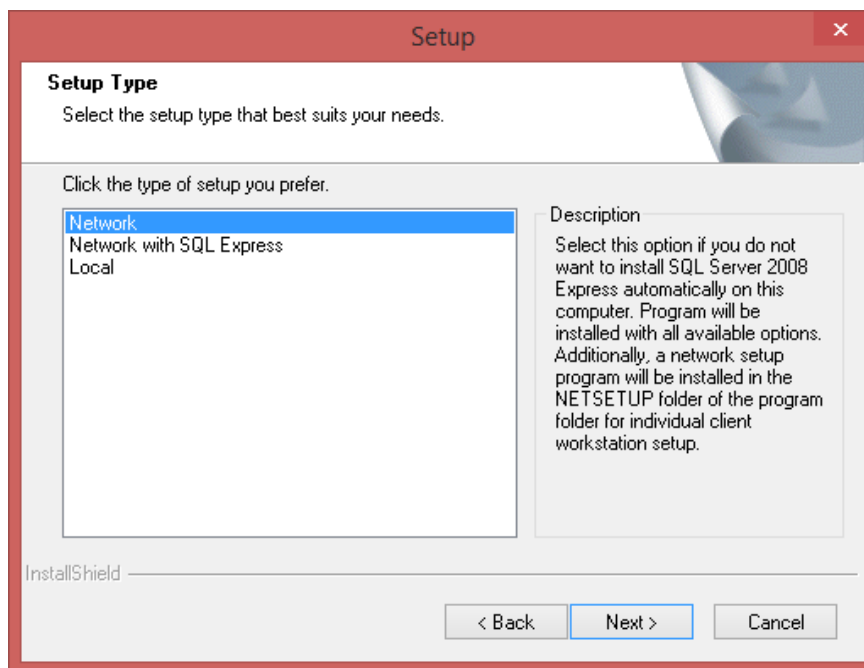 Setup
Setup Type
Select the setup type that best suits your needs.
Click the type of setup you prefer.
Network
Network with SQL Express
Local
Description
Select this option if you do not
want to install SQL Server 2008
Express automatically on this
computer. Program will be
installed with all available options.
Additionally, a network setup
program will be installed in the
NETSETUP folder of the program
folder for individual client
workstation setup.
InstallShield
< Back
Next >
Cancel